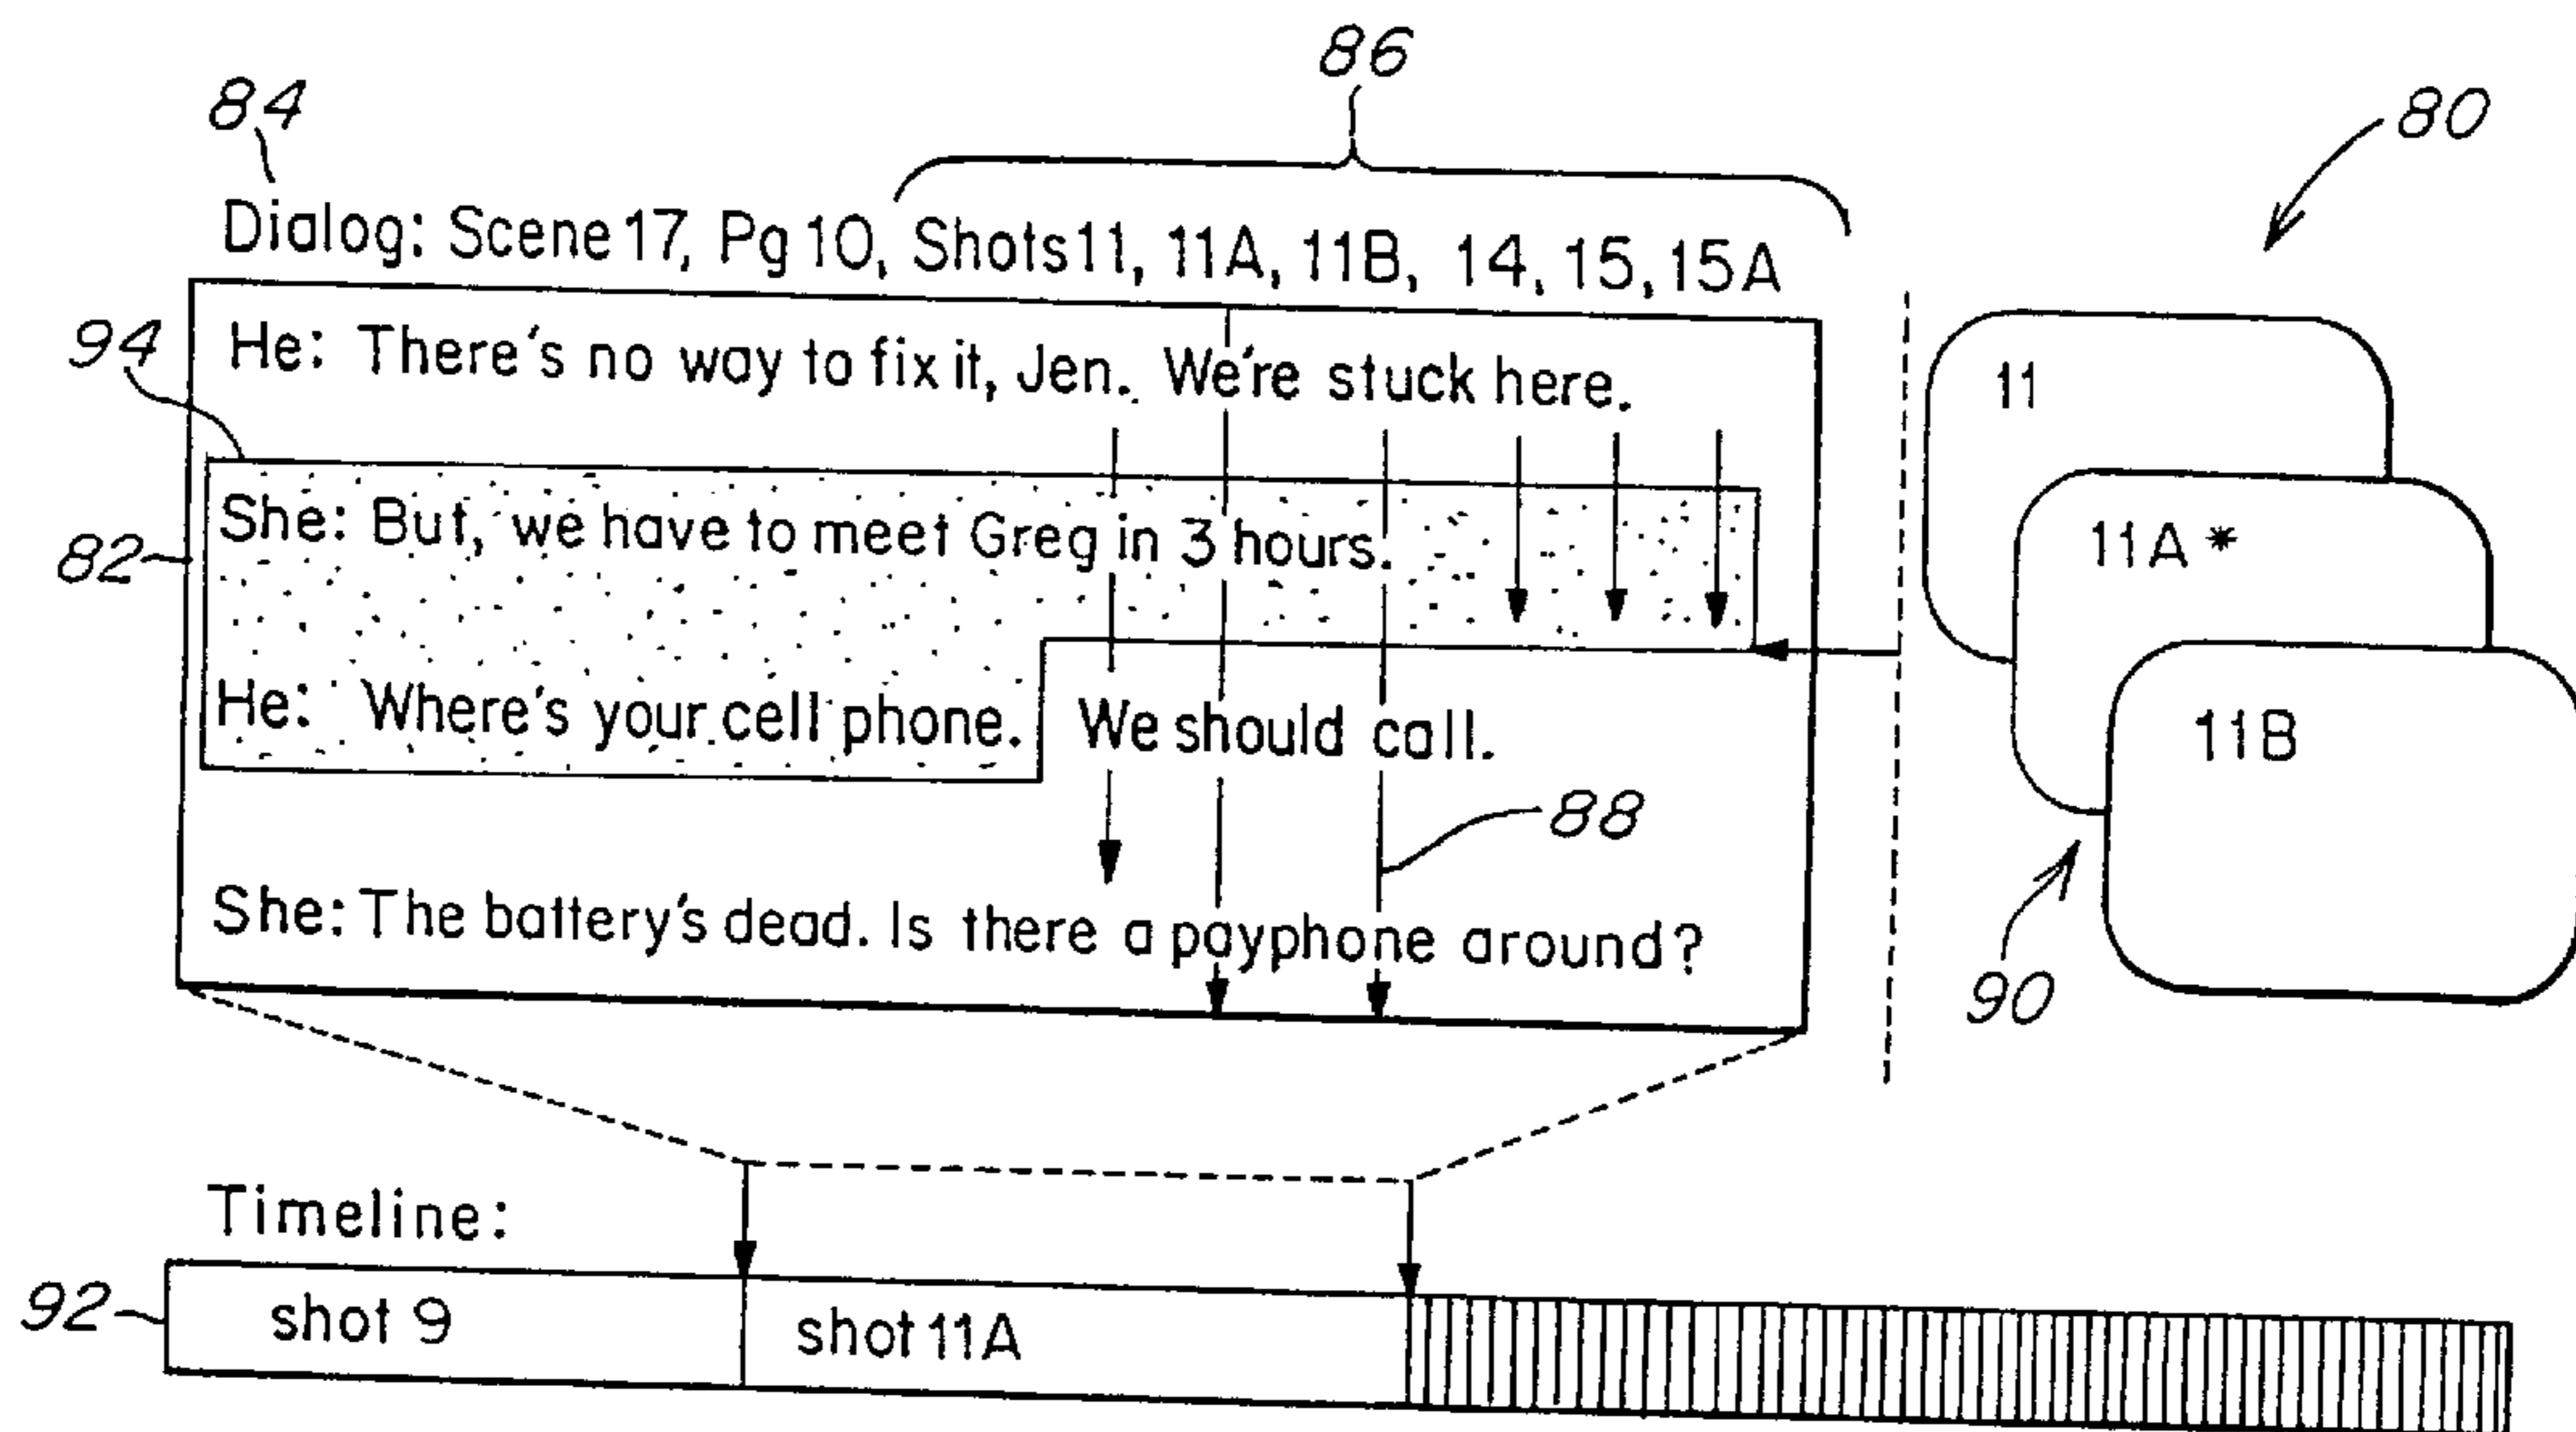 86
80
84
Dialog: Scene 17, Pg 10, Shots 11, 11A, 11B, 14, 15, 15A
94
He: There's no way to fix it, Jen. We're stuck here.
11
She: But, we have to meet Greg in 3 hours.
82
11A *
He: Where's your cell phone. We should call.
11B
88
She: The battery's dead. Is there a payphone around?
90
Timeline:
92
shot 9
shot 11A